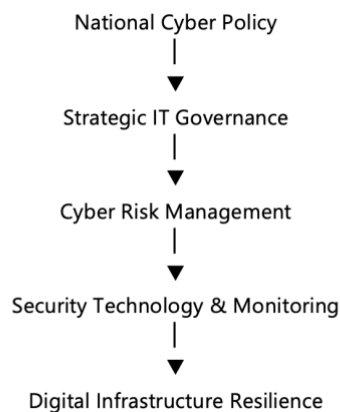 National Cyber Policy
Strategic IT Governance
Cyber Risk Management
Security Technology & Monitoring
Digital Infrastructure Resilience